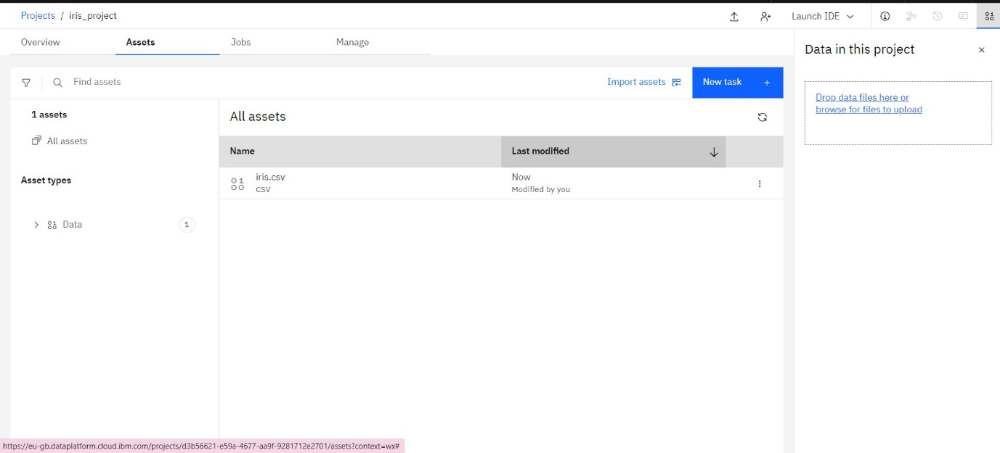 Projects / iris_project
Launch IDE
Overview
Assets
Jobs
Manage
Data in this project
Find assets
Import assets
New task +
Drop data files here or
browse for files to upload
1 assets
All assets
All assets
Name
Last modified
Asset types
iris.csv
CSV
Now
Modified by you
Data
1
https://eu-gb.dataplatform.cloud.ibm.com/projects/d3b56621-e59a-4677-aa9f-9281712e2701/assets?context=wx#